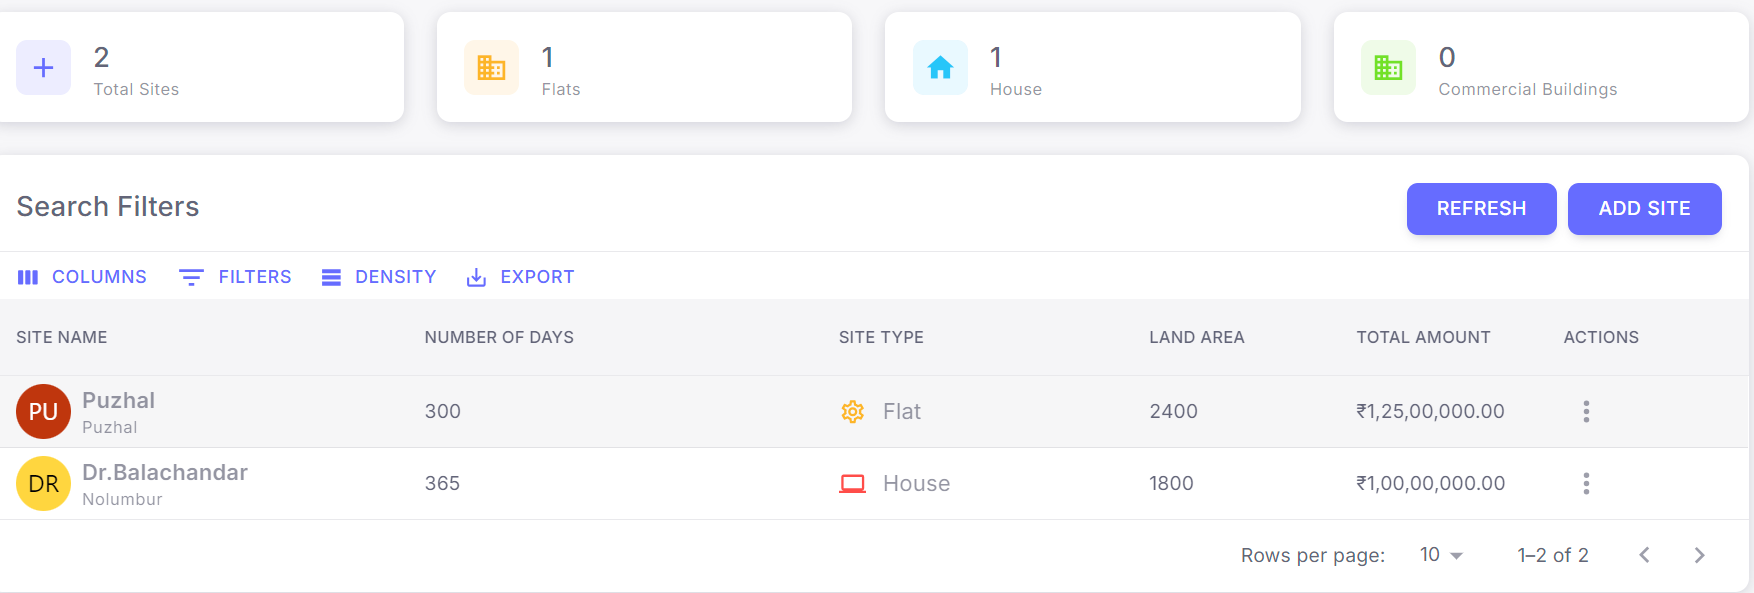 2
Total Sites
1
Flats
1
House
0
Commercial Buildings
Search Filters
REFRESH
ADD SITE
COLUMNS
FILTERS
DENSITY
EXPORT
SITE NAME NUMBER OF DAYS SITE TYPE LAND AREA TOTAL AMOUNT ACTIONS
PU Puzhal
Puzhal
300 Flat 2400 ₹1,25,00,000.00
DR Dr.Balachandar
Nolumbur
365 House 1800 ₹1,00,00,000.00
Rows per page: 10 1–2 of 2